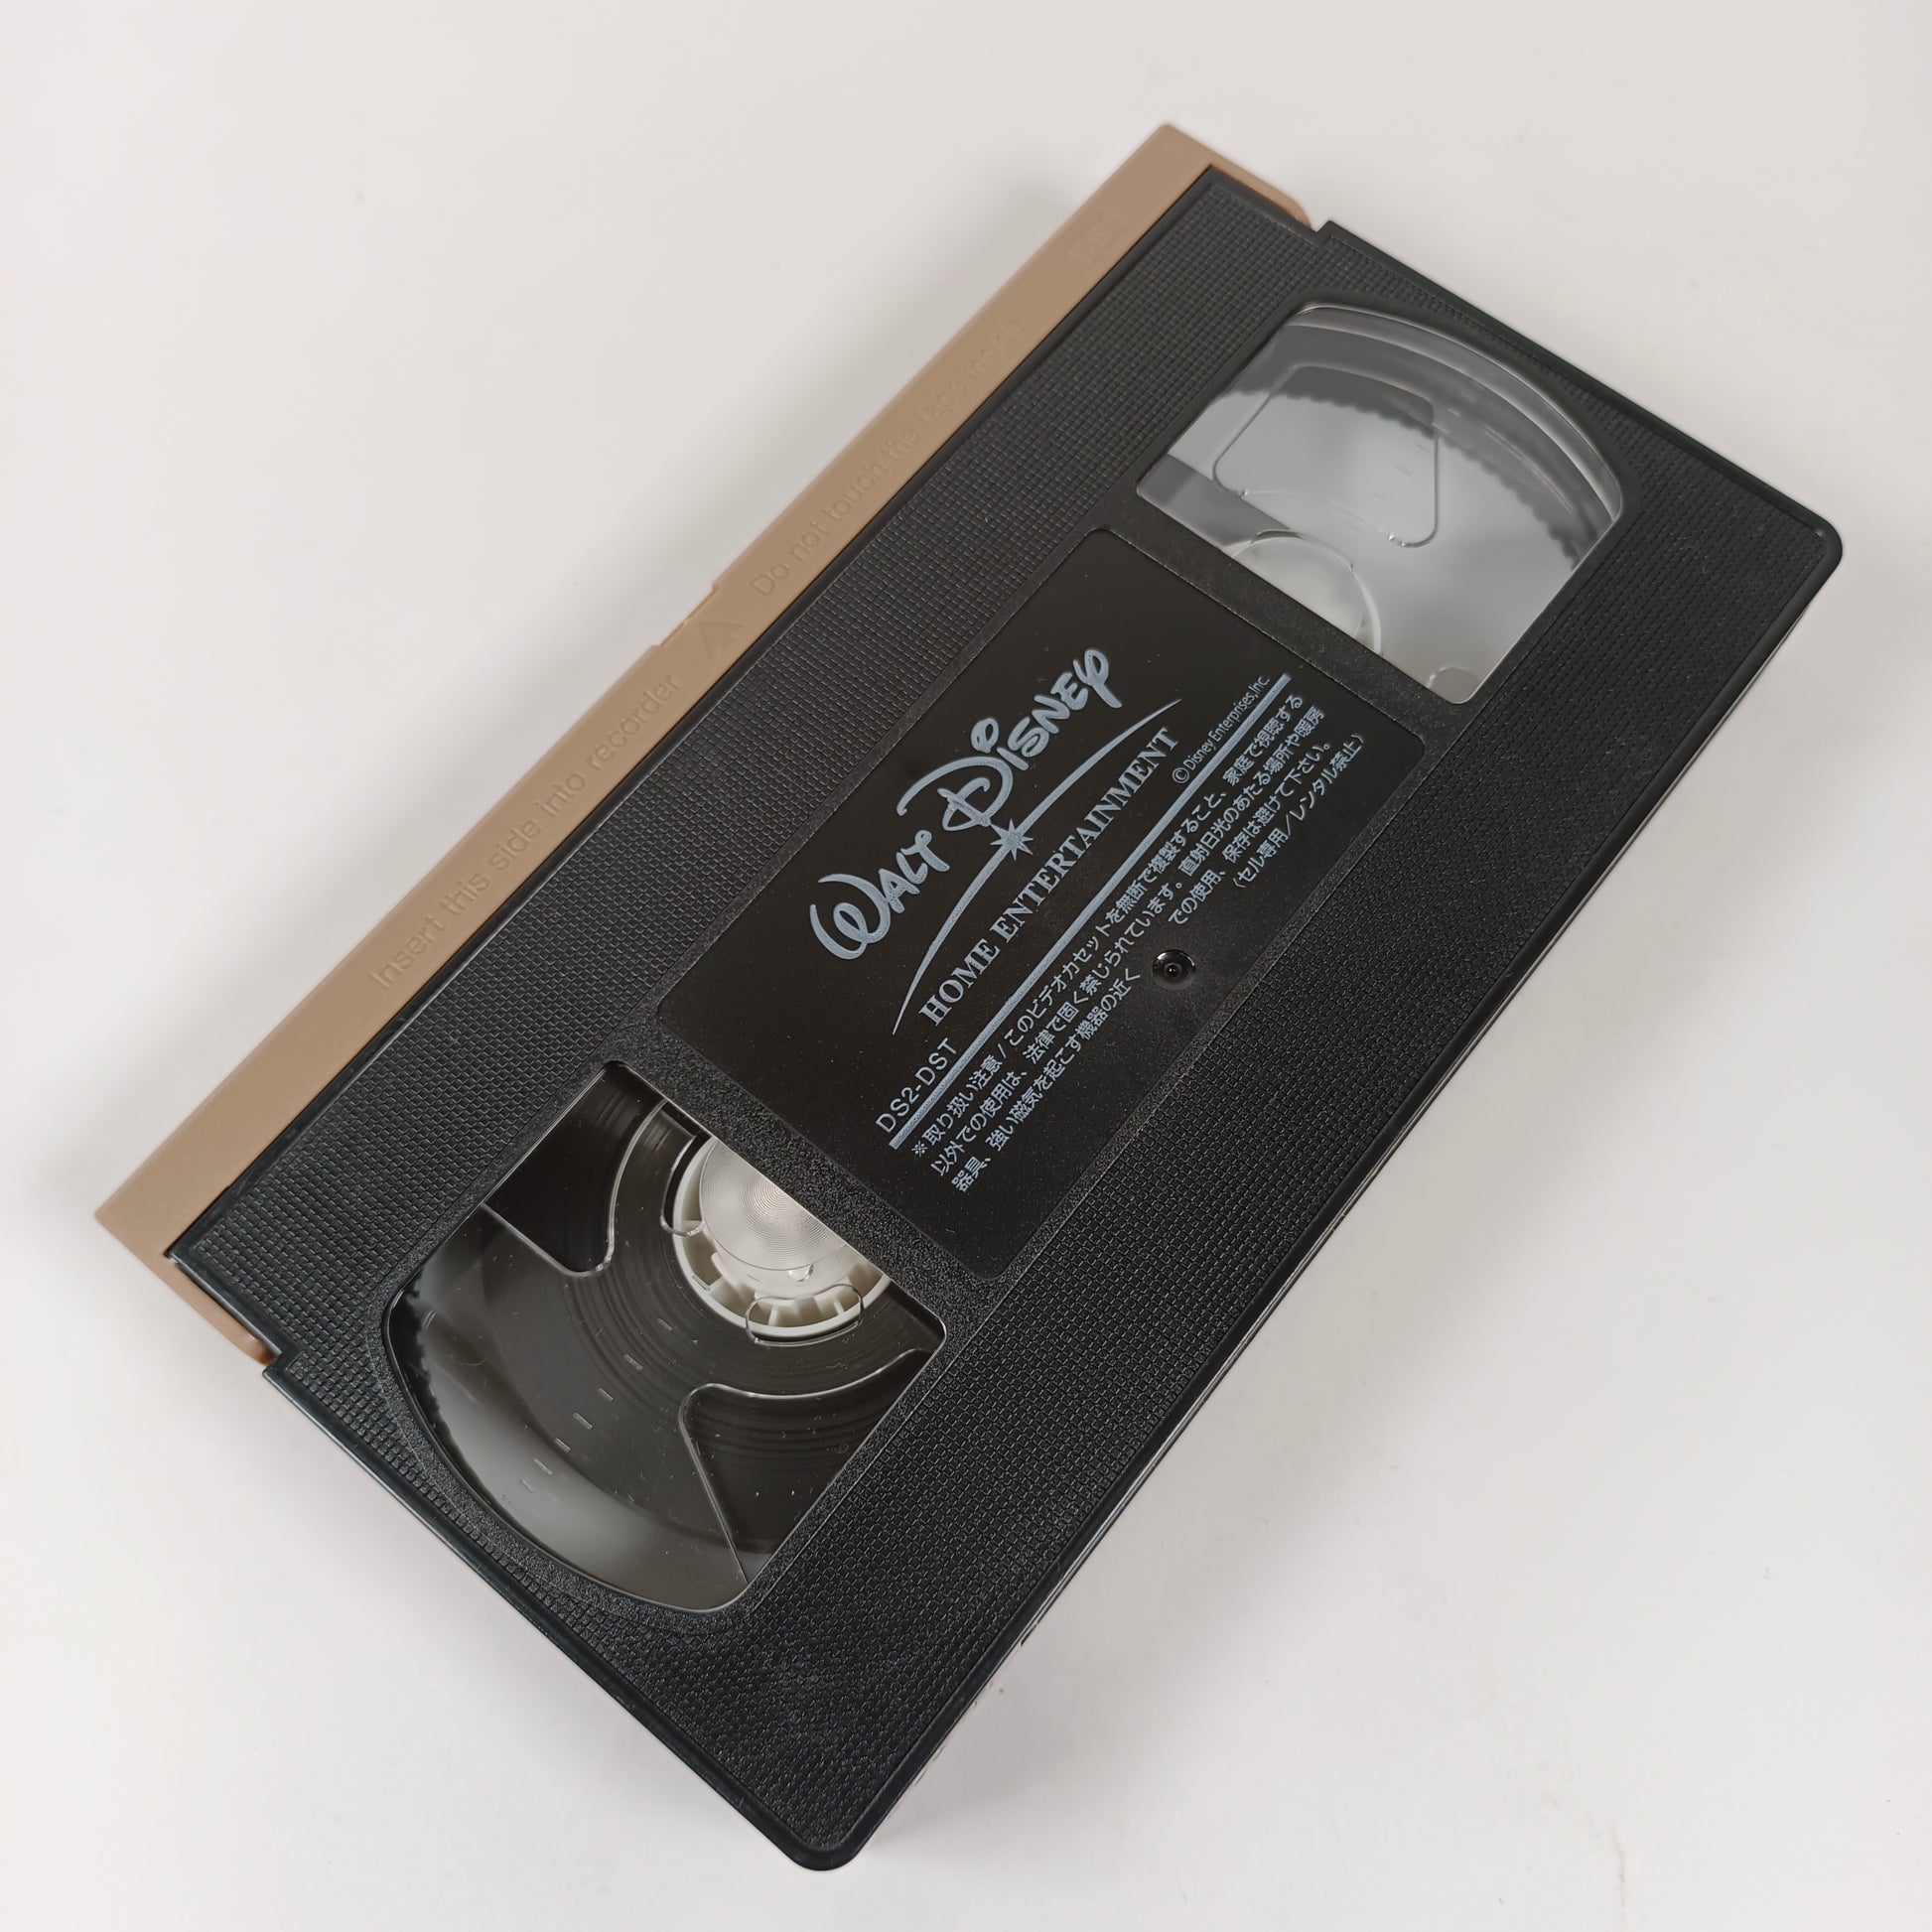 VHS
Insert this side into recorder
Do not touch the tape inside
WALT DISNEY
HOME ENTERTAINMENT
DS2-DST
©Disney Enterprises,Inc.
※取り扱い注意/このビデオカセットを無断で複製すること、家庭で視聴する
以外での使用は、法律で固く禁じられています。直射日光のあたる場所や暖房
器具、強い磁気を起こす機器の近くでの使用、保存は避けて下さい。
(セル専用/レンタル禁止)